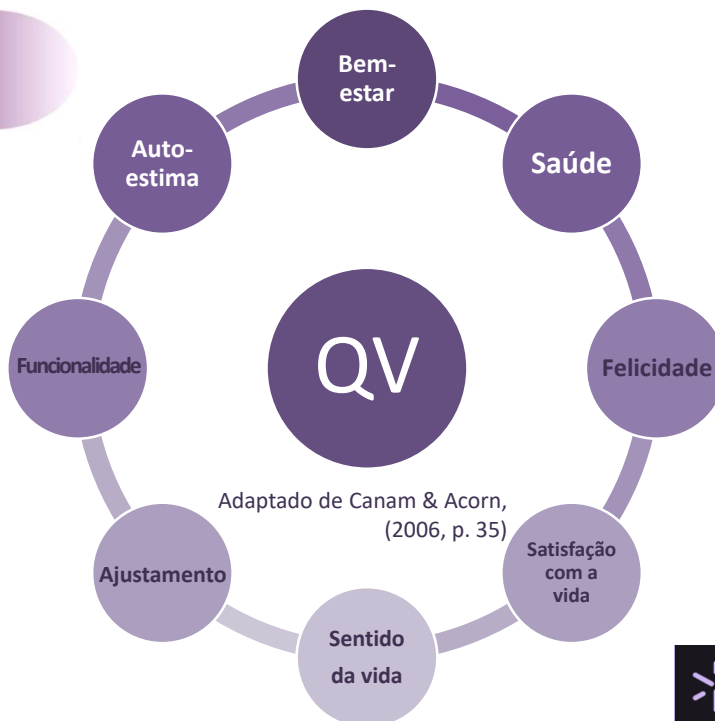 Bem-
estar
Saúde
Felicidade
Satisfação
com a
vida
Sentido
da vida
Ajustamento
Funcionalidade
Auto-
estima
QV
Adaptado de Canam & Acorn,
(2006, p. 35)